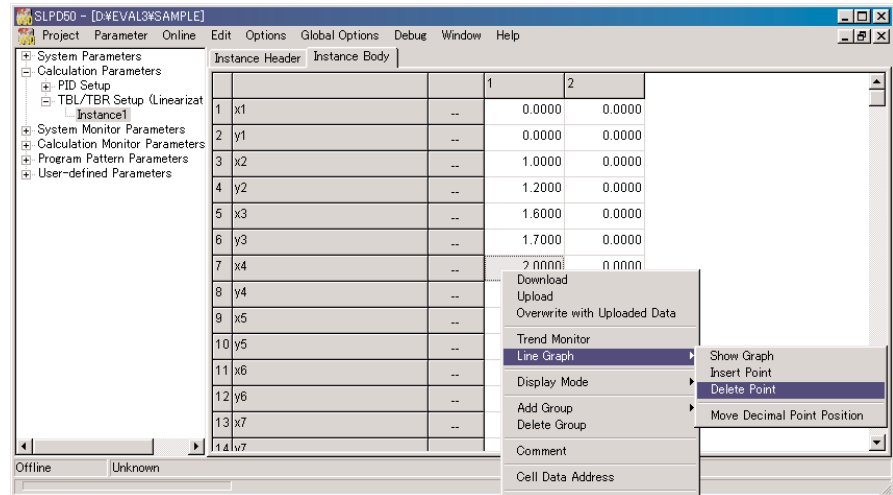 SLPD50 - [D:¥EVAL3¥SAMPLE]
Project Parameter Online Edit Options Global Options Debug Window Help
System Parameters
Calculation Parameters
PID Setup
TBL/TBR Setup (Linearizat
Instance1
System Monitor Parameters
Calculation Monitor Parameters
Program Pattern Parameters
User-defined Parameters
Instance Header Instance Body
1 2
1 x1 -- 0.0000 0.0000
2 y1 -- 0.0000 0.0000
3 x2 -- 1.0000 0.0000
4 y2 -- 1.2000 0.0000
5 x3 -- 1.6000 0.0000
6 y3 -- 1.7000 0.0000
7 x4 -- 2.0000 0.0000
8 y4 --
9 x5 --
10 y5 --
11 x6 --
12 y6 --
13 x7 --
14 y7
Download
Upload
Overwrite with Uploaded Data
Trend Monitor
Line Graph
Display Mode
Add Group
Delete Group
Comment
Cell Data Address
Show Graph
Insert Point
Delete Point
Move Decimal Point Position
Offline Unknown